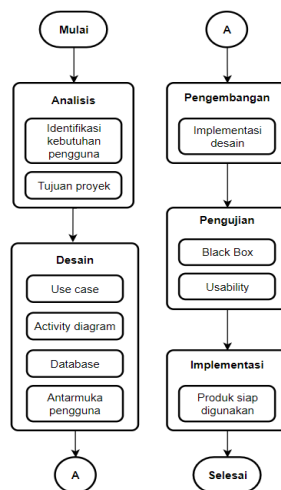 Mulai
Analisis
Identifikasi
kebutuhan
pengguna
Tujuan proyek
Desain
Use case
Activity diagram
Database
Antarmuka
pengguna
A
A
Pengembangan
Implementasi
desain
Pengujian
Black Box
Usability
Implementasi
Produk siap
digunakan
Selesai